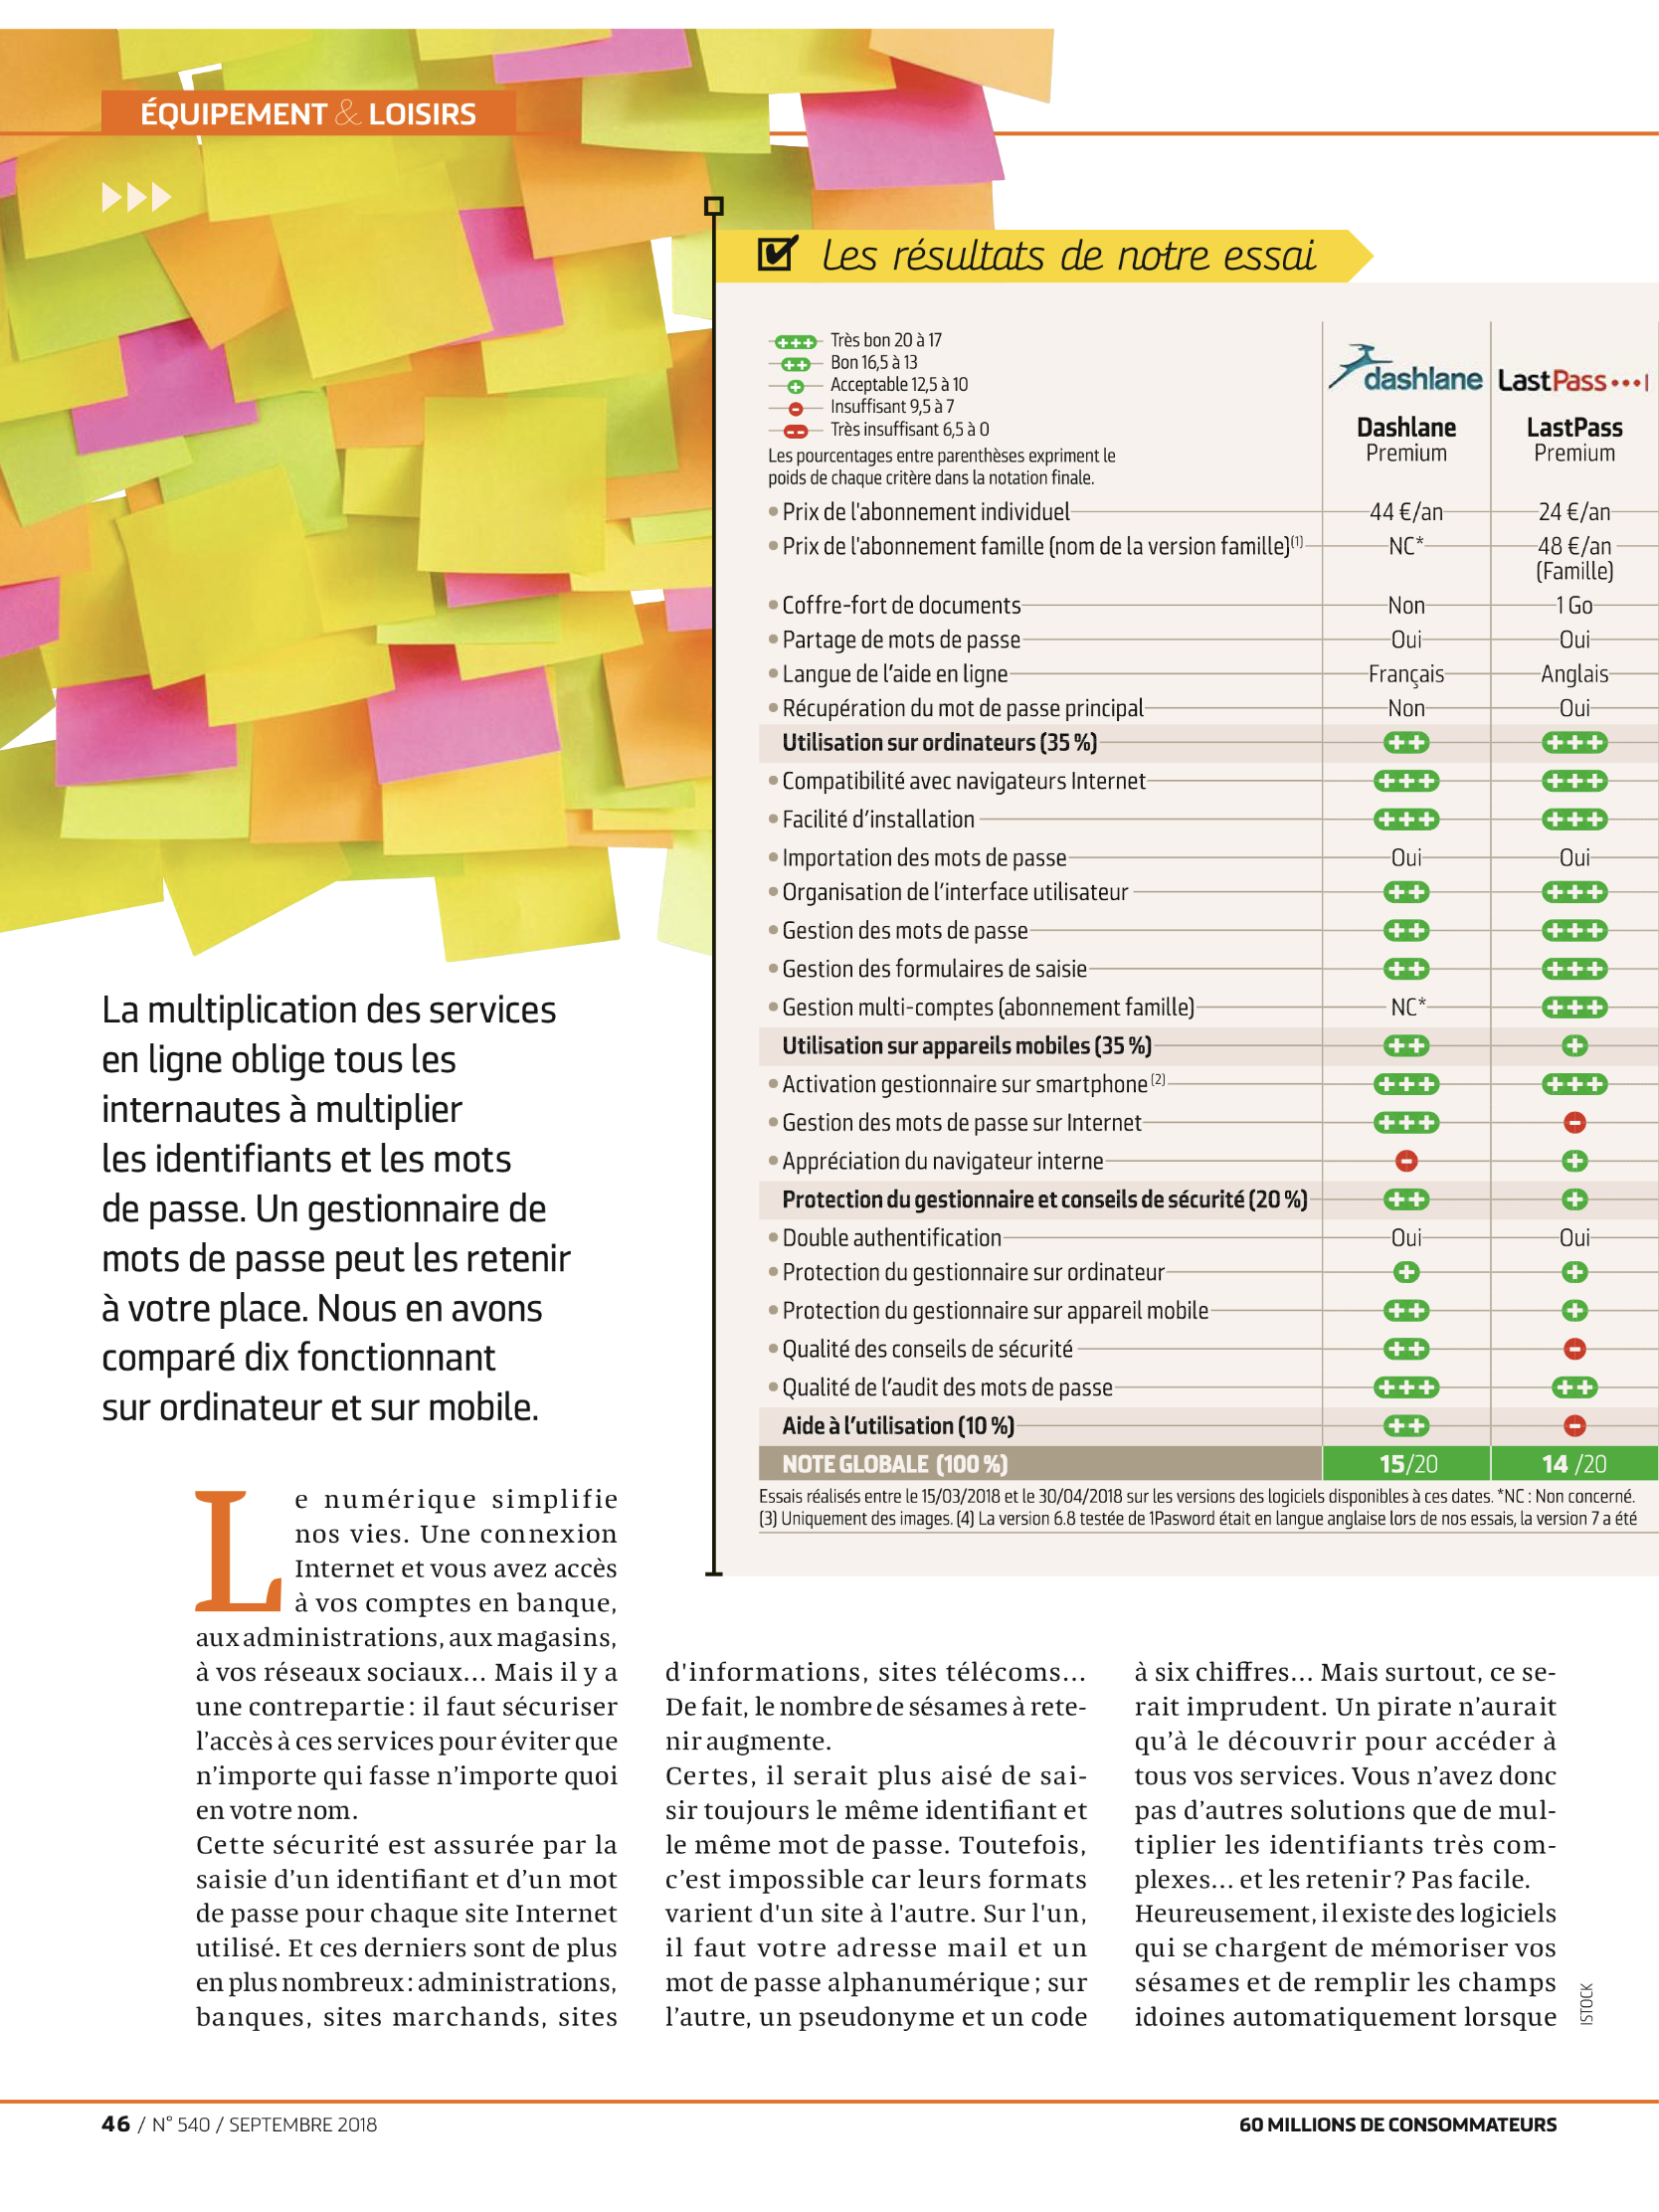 ÉQUIPEMENT & LOISIRS
Les résultats de notre essai
+++ Très bon 20 à 17
++ Bon 16,5 à 13
+ Acceptable 12,5 à 10
- Insuffisant 9,5 à 7
-- Très insuffisant 6,5 à 0
Les pourcentages entre parenthèses expriment le
poids de chaque critère dans la notation finale.
dashlane LastPass •••|
Dashlane LastPass
Premium Premium
• Prix de l'abonnement individuel 44 €/an 24 €/an
• Prix de l'abonnement famille (nom de la version famille)(1) NC* 48 €/an
(Famille)
• Coffre-fort de documents Non 1 Go
• Partage de mots de passe Oui Oui
• Langue de l’aide en ligne Français Anglais
• Récupération du mot de passe principal Non Oui
Utilisation sur ordinateurs (35 %) ++ +++
• Compatibilité avec navigateurs Internet +++ +++
• Facilité d’installation +++ +++
• Importation des mots de passe Oui Oui
• Organisation de l’interface utilisateur ++ +++
• Gestion des mots de passe ++ +++
• Gestion des formulaires de saisie ++ +++
• Gestion multi-comptes (abonnement famille) NC* +++
Utilisation sur appareils mobiles (35 %) ++ +
• Activation gestionnaire sur smartphone (2) +++ +++
• Gestion des mots de passe sur Internet +++ -
• Appréciation du navigateur interne - +
Protection du gestionnaire et conseils de sécurité (20 %) ++ +
• Double authentification Oui Oui
• Protection du gestionnaire sur ordinateur + +
• Protection du gestionnaire sur appareil mobile ++ +
• Qualité des conseils de sécurité ++ -
• Qualité de l’audit des mots de passe +++ ++
Aide à l’utilisation (10 %) ++ -
NOTE GLOBALE (100 %) 15/20 14 /20
Essais réalisés entre le 15/03/2018 et le 30/04/2018 sur les versions des logiciels disponibles à ces dates. *NC : Non concerné.
(3) Uniquement des images. (4) La version 6.8 testée de 1Pasword était en langue anglaise lors de nos essais, la version 7 a été
La multiplication des services
en ligne oblige tous les
internautes à multiplier
les identifiants et les mots
de passe. Un gestionnaire de
mots de passe peut les retenir
à votre place. Nous en avons
comparé dix fonctionnant
sur ordinateur et sur mobile.
Le numérique simplifie
nos vies. Une connexion
Internet et vous avez accès
à vos comptes en banque,
aux administrations, aux magasins,
à vos réseaux sociaux… Mais il y a
une contrepartie : il faut sécuriser
l’accès à ces services pour éviter que
n’importe qui fasse n’importe quoi
en votre nom.
Cette sécurité est assurée par la
saisie d’un identifiant et d’un mot
de passe pour chaque site Internet
utilisé. Et ces derniers sont de plus
en plus nombreux : administrations,
banques, sites marchands, sites
d'informations, sites télécoms…
De fait, le nombre de sésames à rete-
nir augmente.
Certes, il serait plus aisé de sai-
sir toujours le même identifiant et
le même mot de passe. Toutefois,
c’est impossible car leurs formats
varient d'un site à l'autre. Sur l'un,
il faut votre adresse mail et un
mot de passe alphanumérique ; sur
l’autre, un pseudonyme et un code
à six chiffres… Mais surtout, ce se-
rait imprudent. Un pirate n’aurait
qu’à le découvrir pour accéder à
tous vos services. Vous n’avez donc
pas d’autres solutions que de mul-
tiplier les identifiants très com-
plexes… et les retenir ? Pas facile.
Heureusement, il existe des logiciels
qui se chargent de mémoriser vos
sésames et de remplir les champs
idoines automatiquement lorsque
ISTOCK
46 / N° 540 / SEPTEMBRE 2018
60 MILLIONS DE CONSOMMATEURS